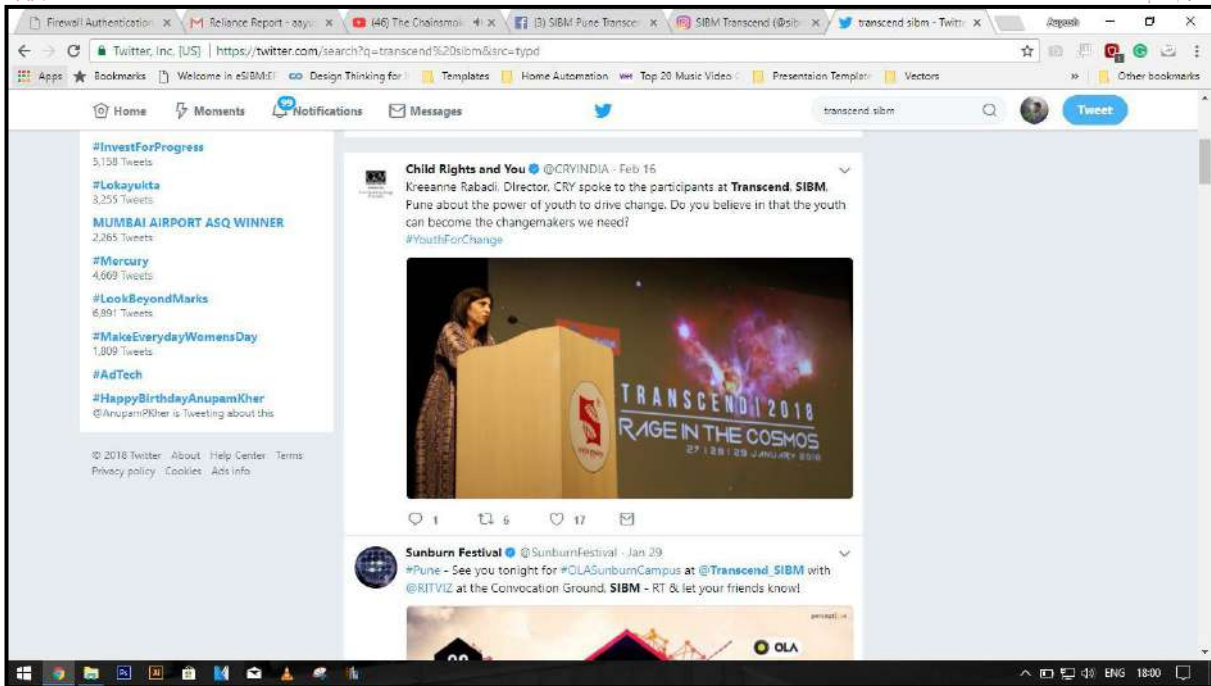 Firewall Authentication
Reliance Report - aayu
(46) The Chainsmo
(3) SIBM Pune Transcen
SIBM Transcend (@sib
transcend sibm - Twitt
Twitter, Inc. [US] | https://twitter.com/search?q=transcend%20sibm&src=typd
Apps
Bookmarks
Welcome in eSIBM:E
Design Thinking for
Templates
Home Automation
Top 20 Music Video
Presentaion Template
Vectors
»
Other bookmarks
Home
Moments
99
Notifications
Messages
transcend sibm
Tweet
#InvestForProgress
5,158 Tweets
#Lokayukta
3,255 Tweets
MUMBAI AIRPORT ASQ WINNER
2,265 Tweets
#Mercury
4,669 Tweets
#LookBeyondMarks
6,891 Tweets
#MakeEverydayWomensDay
1,809 Tweets
#AdTech
#HappyBirthdayAnupamKher
@AnupamPKher is Tweeting about this
© 2018 Twitter About Help Center Terms
Privacy policy Cookies Ads info
Child Rights and You @CRYINDIA - Feb 16
Kreeanne Rabadi, Director, CRY spoke to the participants at Transcend, SIBM,
Pune about the power of youth to drive change. Do you believe in that the youth
can become the changemakers we need?
#YouthForChange
TRANSCEND 2018
RAGE IN THE COSMOS
27 | 28 | 29 JANUARY 2018
1 6 17
Sunburn Festival @SunburnFestival - Jan 29
#Pune - See you tonight for #OLASunburnCampus at @Transcend_SIBM with
@RITVIZ at the Convocation Ground, SIBM - RT & let your friends know!
OLA
ENG 18:00